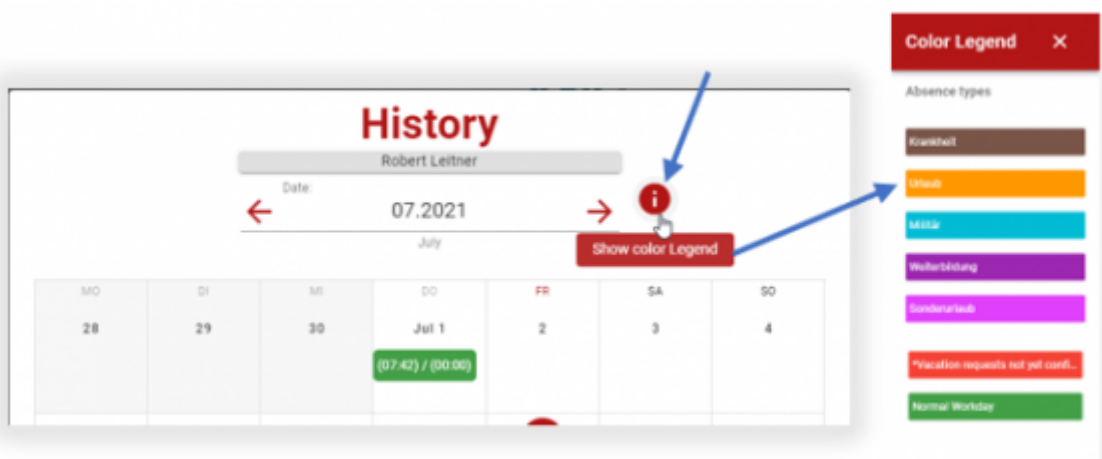 History
Robert Leitner
Date:
07.2021
July
Show color Legend
MO DI MI DO FR SA SO
28 29 30 Jul 1 2 3 4
(07:42) / (00:00)
Color Legend
Absence types
Krankheit
Urlaub
Militär
Weiterbildung
Sonderurlaub
*Vacation requests not yet confi...
Normal Workday